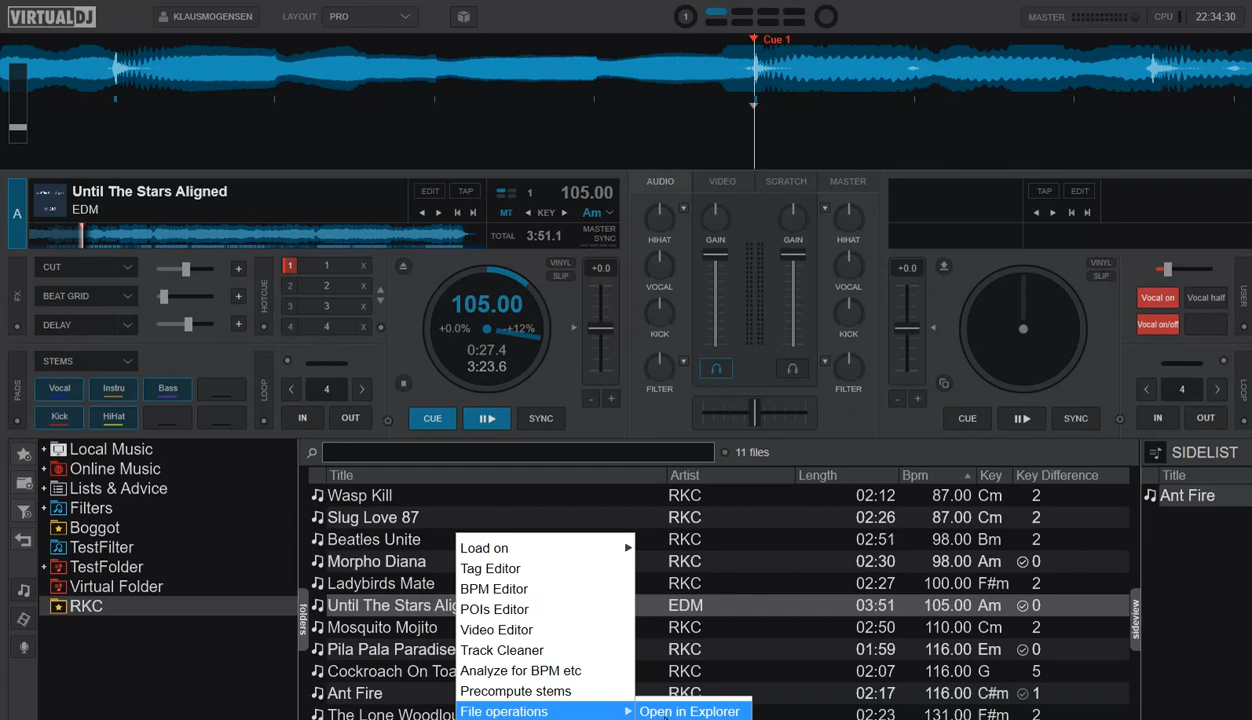 VIRTUALDJ KLAUSMOGENSEN LAYOUT PRO 1 MASTER CPU 22:34:30
Cue 1
A Until The Stars Aligned
EDM
EDIT TAP 1 105.00
MT KEY Am
TOTAL 3:51.1 MASTER SYNC
AUDIO VIDEO SCRATCH MASTER
TAP EDIT
HIHAT GAIN GAIN HIHAT
VOCAL VOCAL
KICK KICK
FILTER FILTER
FX
CUT
BEAT GRID
DELAY
HOTCUE
1 1 x
2 2 x
3 3 x
4 4 x
VINYL
SLIP
+0.0
105.00
+0.0% +12%
0:27.4
3:23.6
+0.0
VINYL
SLIP
USER
Vocal on Vocal half
Vocal on/off
PADS
STEMS
Vocal Instru Bass
Kick HiHat
LOOP
4
IN OUT
CUE SYNC
- +
- +
CUE SYNC
4
IN OUT
LOOP
Local Music
Online Music
Lists & Advice
Filters
Boggot
TestFilter
TestFolder
Virtual Folder
RKC
folders
11 files
Title Artist Length Bpm Key Key Difference
Wasp Kill RKC 02:12 87.00 Cm 2
Slug Love 87 RKC 02:26 87.00 Cm 2
Beatles Unite RKC 02:51 98.00 Bm 2
Morpho Diana RKC 02:30 98.00 Am 0
Ladybirds Mate RKC 02:27 100.00 F#m 2
Until The Stars Alig EDM 03:51 105.00 Am 0
Mosquito Mojito RKC 02:50 110.00 Cm 2
Pila Pala Paradise RKC 01:59 116.00 Em 0
Cockroach On Toa RKC 02:07 116.00 G 5
Ant Fire RKC 02:17 116.00 C#m 1
The Lone Woodlou 02:23 131.00 Am 0
Load on
Tag Editor
BPM Editor
POIs Editor
Video Editor
Track Cleaner
Analyze for BPM etc
Precompute stems
File operations
Open in Explorer
sideview
SIDELIST
Title
Ant Fire